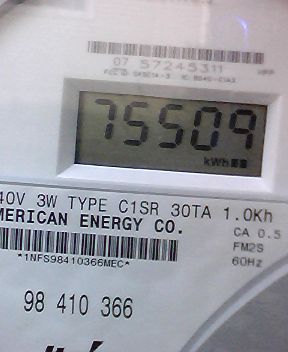 07 57245311
75509
kWh
40V 3W TYPE C1SR 30TA 1.0Kh
MERICAN ENERGY CO.
CA 0.5
FM2S
60Hz
*1NFS98410366MEC*
98 410 366